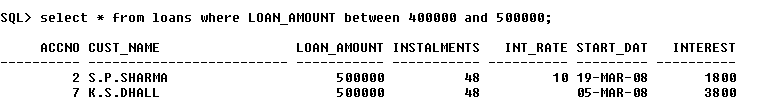 SQL> select * from loans where LOAN_AMOUNT between 400000 and 500000;
ACCNO CUST_NAME LOAN_AMOUNT INSTALMENTS INT_RATE START_DAT INTEREST
---------- -------------------- ----------- ----------- ---------- --------- ----------
2 S.P.SHARMA 500000 48 10 19-MAR-08 1800
7 K.S.DHALL 500000 48 05-MAR-08 3800